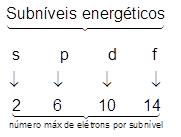 Subníveis energéticos
s p d f
2 6 10 14
número máx de elétrons por subnível